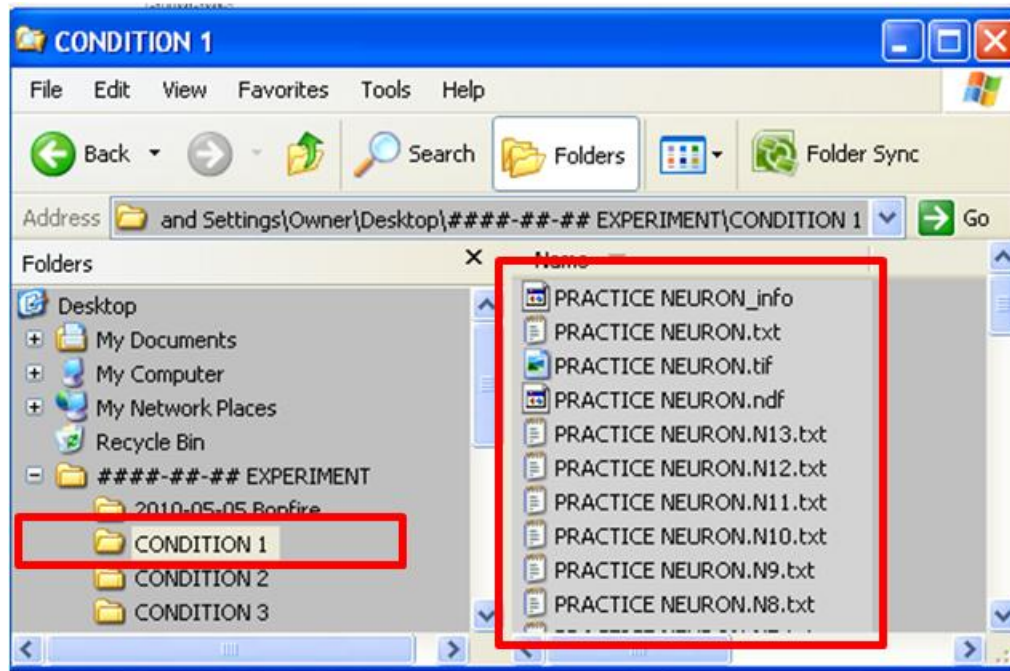 CONDITION 1
File Edit View Favorites Tools Help
Back Search Folders Folder Sync
Address and Settings\Owner\Desktop\####-##-## EXPERIMENT\CONDITION 1 Go
Folders X Name
Desktop
My Documents
My Computer
My Network Places
Recycle Bin
####-##-## EXPERIMENT
2010-05-05 Bonfire
CONDITION 1
CONDITION 2
CONDITION 3
PRACTICE NEURON_info
PRACTICE NEURON.txt
PRACTICE NEURON.tif
PRACTICE NEURON.ndf
PRACTICE NEURON.N13.txt
PRACTICE NEURON.N12.txt
PRACTICE NEURON.N11.txt
PRACTICE NEURON.N10.txt
PRACTICE NEURON.N9.txt
PRACTICE NEURON.N8.txt